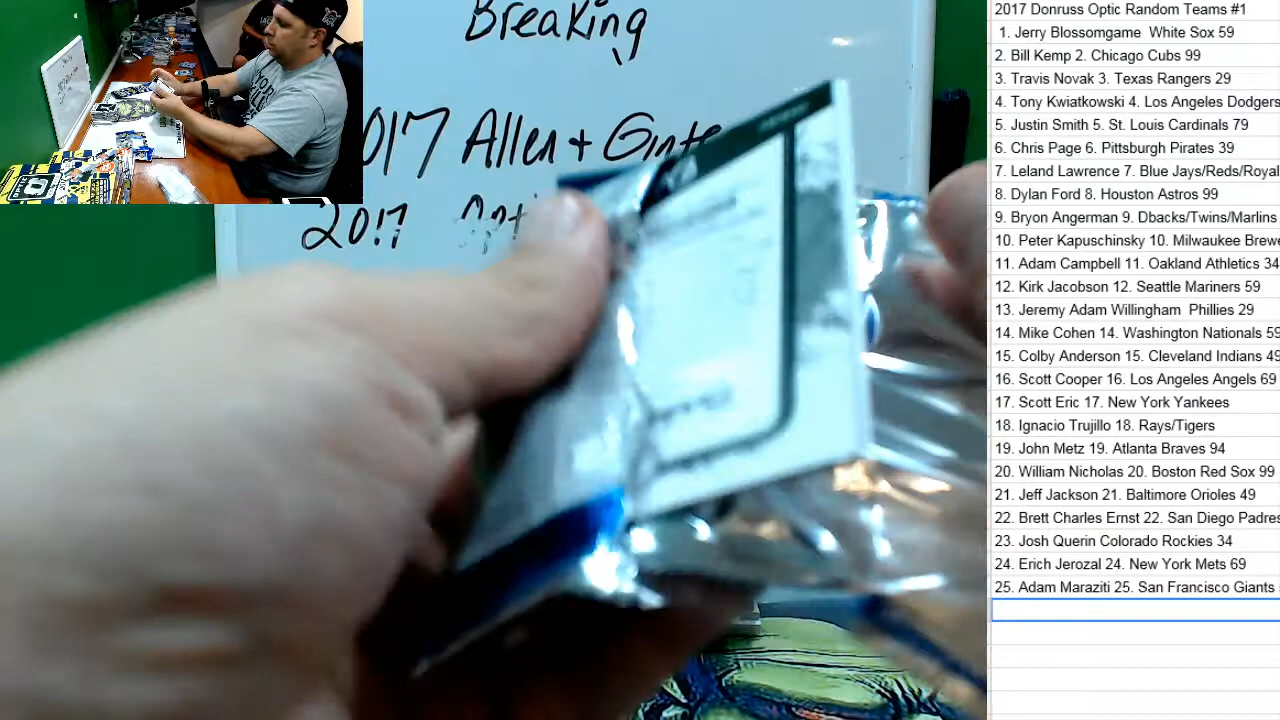 Breaking
2017 Allen + Ginte
2017 Opti
2017 Donruss Optic Random Teams #1
1. Jerry Blossomgame White Sox 59
2. Bill Kemp 2. Chicago Cubs 99
3. Travis Novak 3. Texas Rangers 29
4. Tony Kwiatkowski 4. Los Angeles Dodgers
5. Justin Smith 5. St. Louis Cardinals 79
6. Chris Page 6. Pittsburgh Pirates 39
7. Leland Lawrence 7. Blue Jays/Reds/Royal
8. Dylan Ford 8. Houston Astros 99
9. Bryon Angerman 9. Dbacks/Twins/Marlins
10. Peter Kapuschinsky 10. Milwaukee Brewe
11. Adam Campbell 11. Oakland Athletics 34
12. Kirk Jacobson 12. Seattle Mariners 59
13. Jeremy Adam Willingham Phillies 29
14. Mike Cohen 14. Washington Nationals 59
15. Colby Anderson 15. Cleveland Indians 49
16. Scott Cooper 16. Los Angeles Angels 69
17. Scott Eric 17. New York Yankees
18. Ignacio Trujillo 18. Rays/Tigers
19. John Metz 19. Atlanta Braves 94
20. William Nicholas 20. Boston Red Sox 99
21. Jeff Jackson 21. Baltimore Orioles 49
22. Brett Charles Ernst 22. San Diego Padres
23. Josh Querin Colorado Rockies 34
24. Erich Jerozal 24. New York Mets 69
25. Adam Maraziti 25. San Francisco Giants